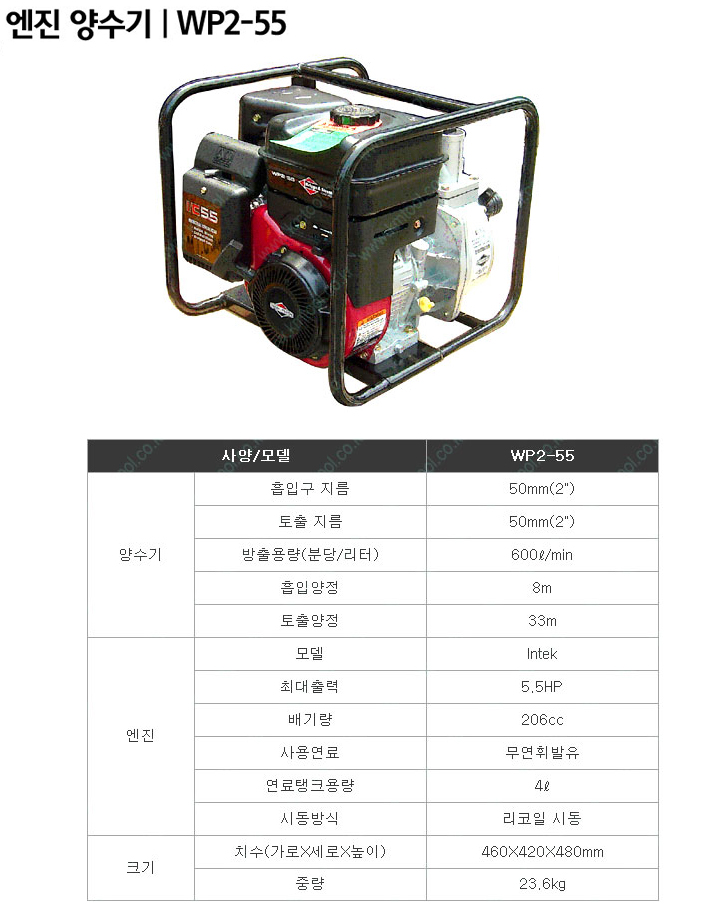 엔진 양수기 | WP2-55
WP2 55
55
사양/모델 WP2-55
양수기
흡입구 지름 50mm(2")
토출 지름 50mm(2")
방출용량(분당/리터) 600ℓ/min
흡입양정 8m
토출양정 33m
엔진
모델 Intek
최대출력 5.5HP
배기량 206cc
사용연료 무연휘발유
연료탱크용량 4ℓ
시동방식 리코일 시동
크기
치수(가로X세로X높이) 460X420X480mm
중량 23.6kg